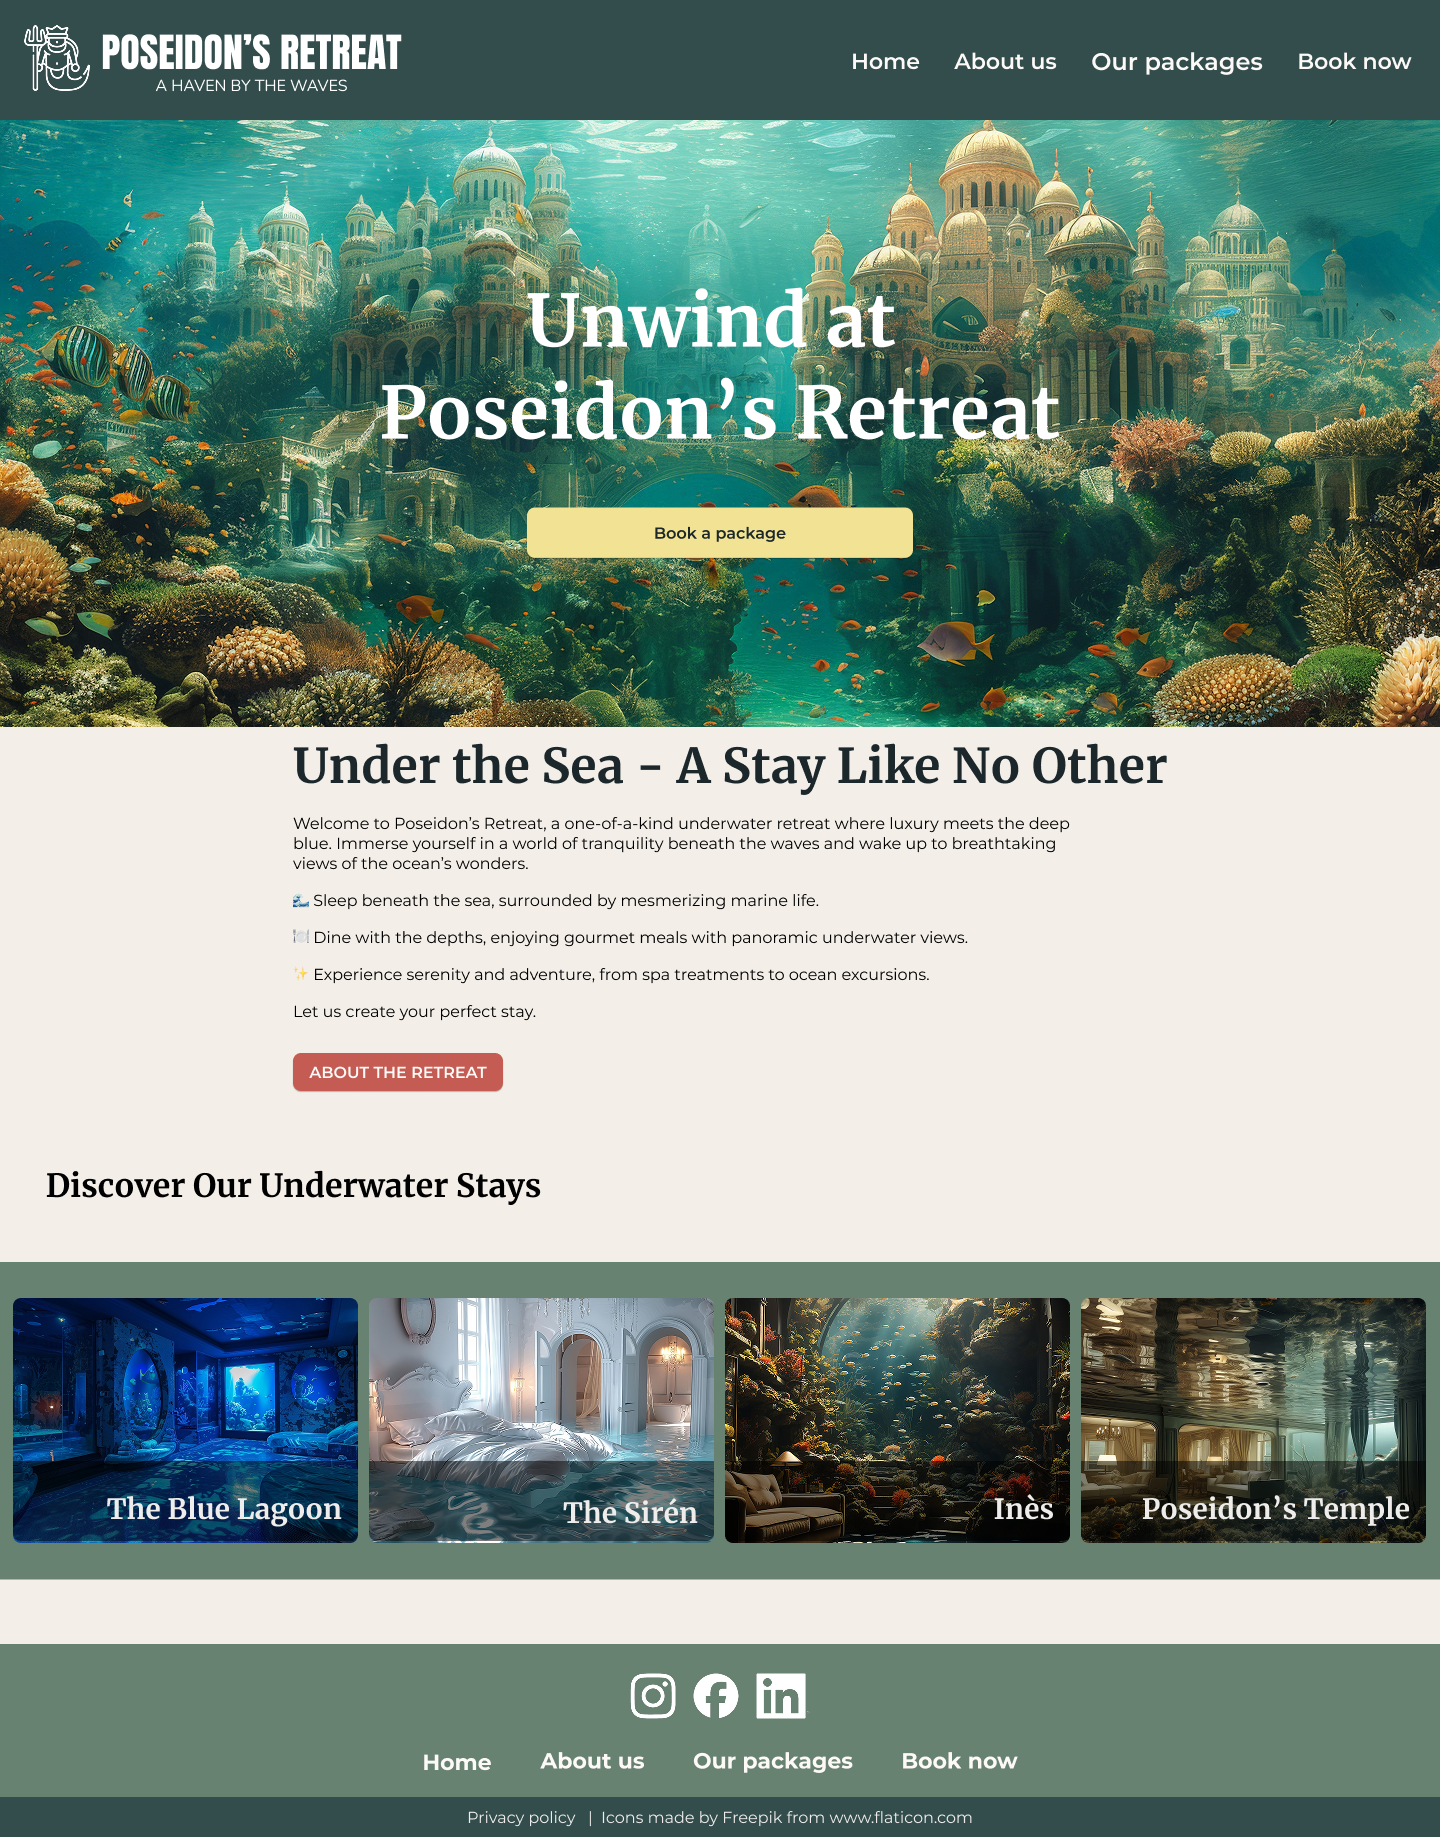 POSEIDON’S RETREAT
A HAVEN BY THE WAVES
Home About us Our packages Book now
Unwind at
Poseidon’s Retreat
Book a package
Under the Sea - A Stay Like No Other
Welcome to Poseidon’s Retreat, a one-of-a-kind underwater retreat where luxury meets the deep
blue. Immerse yourself in a world of tranquility beneath the waves and wake up to breathtaking
views of the ocean’s wonders.
🌊 Sleep beneath the sea, surrounded by mesmerizing marine life.
🍽️ Dine with the depths, enjoying gourmet meals with panoramic underwater views.
✨ Experience serenity and adventure, from spa treatments to ocean excursions.
Let us create your perfect stay.
ABOUT THE RETREAT
Discover Our Underwater Stays
The Blue Lagoon
The Sirén
Inès
Poseidon’s Temple
Home About us Our packages Book now
Privacy policy | Icons made by Freepik from www.flaticon.com